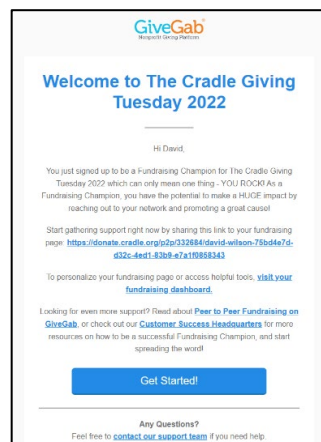 GiveGab®
Nonprofit Giving Platform
Welcome to The Cradle Giving
Tuesday 2022
Hi David,
You just signed up to be a Fundraising Champion for The Cradle Giving
Tuesday 2022 which can only mean one thing - YOU ROCK! As a
Fundraising Champion, you have the potential to make a HUGE impact by
reaching out to your network and promoting a great cause!
Start gathering support right now by sharing this link to your fundraising
page: https://donate.cradle.org/p2p/332684/david-wilson-75bd4e7d-
d32c-4ed1-83b9-e7a1f0858343
To personalize your fundraising page or access helpful tools, visit your
fundraising dashboard.
Looking for even more support? Read about Peer to Peer Fundraising on
GiveGab, or check out our Customer Success Headquarters for more
resources on how to be a successful Fundraising Champion, and start
spreading the word!
Get Started!
Any Questions?
Feel free to contact our support team if you need help.